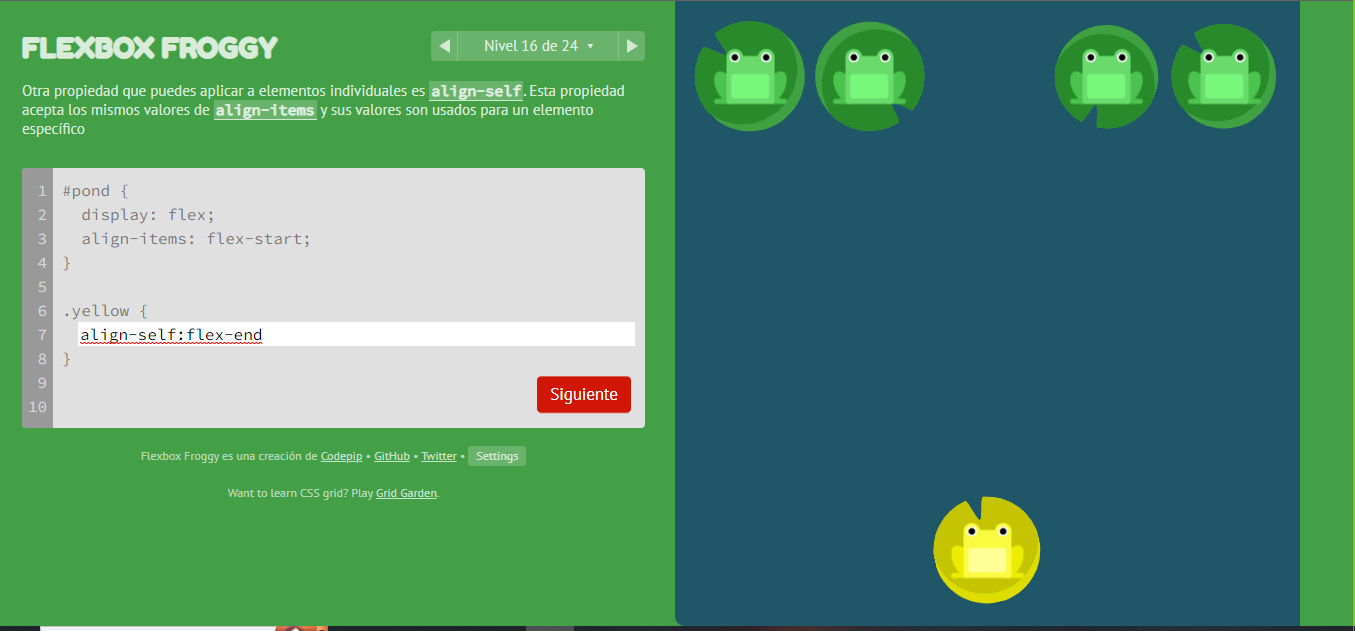 FLEXBOX FROGGY
◀ Nivel 16 de 24 ▾ ▶
Otra propiedad que puedes aplicar a elementos individuales es align-self. Esta propiedad
acepta los mismos valores de align-items y sus valores son usados para un elemento
específico
1 #pond {
2 display: flex;
3 align-items: flex-start;
4 }
5
6 .yellow {
7 align-self:flex-end
8 }
9
10
Siguiente
Flexbox Froggy es una creación de Codepip • GitHub • Twitter • Settings
Want to learn CSS grid? Play Grid Garden.